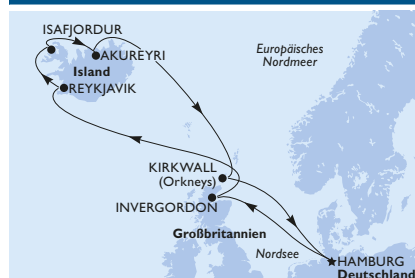 ISAFJORDUR
AKUREYRI
Island
REYKJAVIK
Europäisches
Nordmeer
KIRKWALL
(Orkneys)
INVERGORDON
Großbritannien
Nordsee
HAMBURG
Deutschland